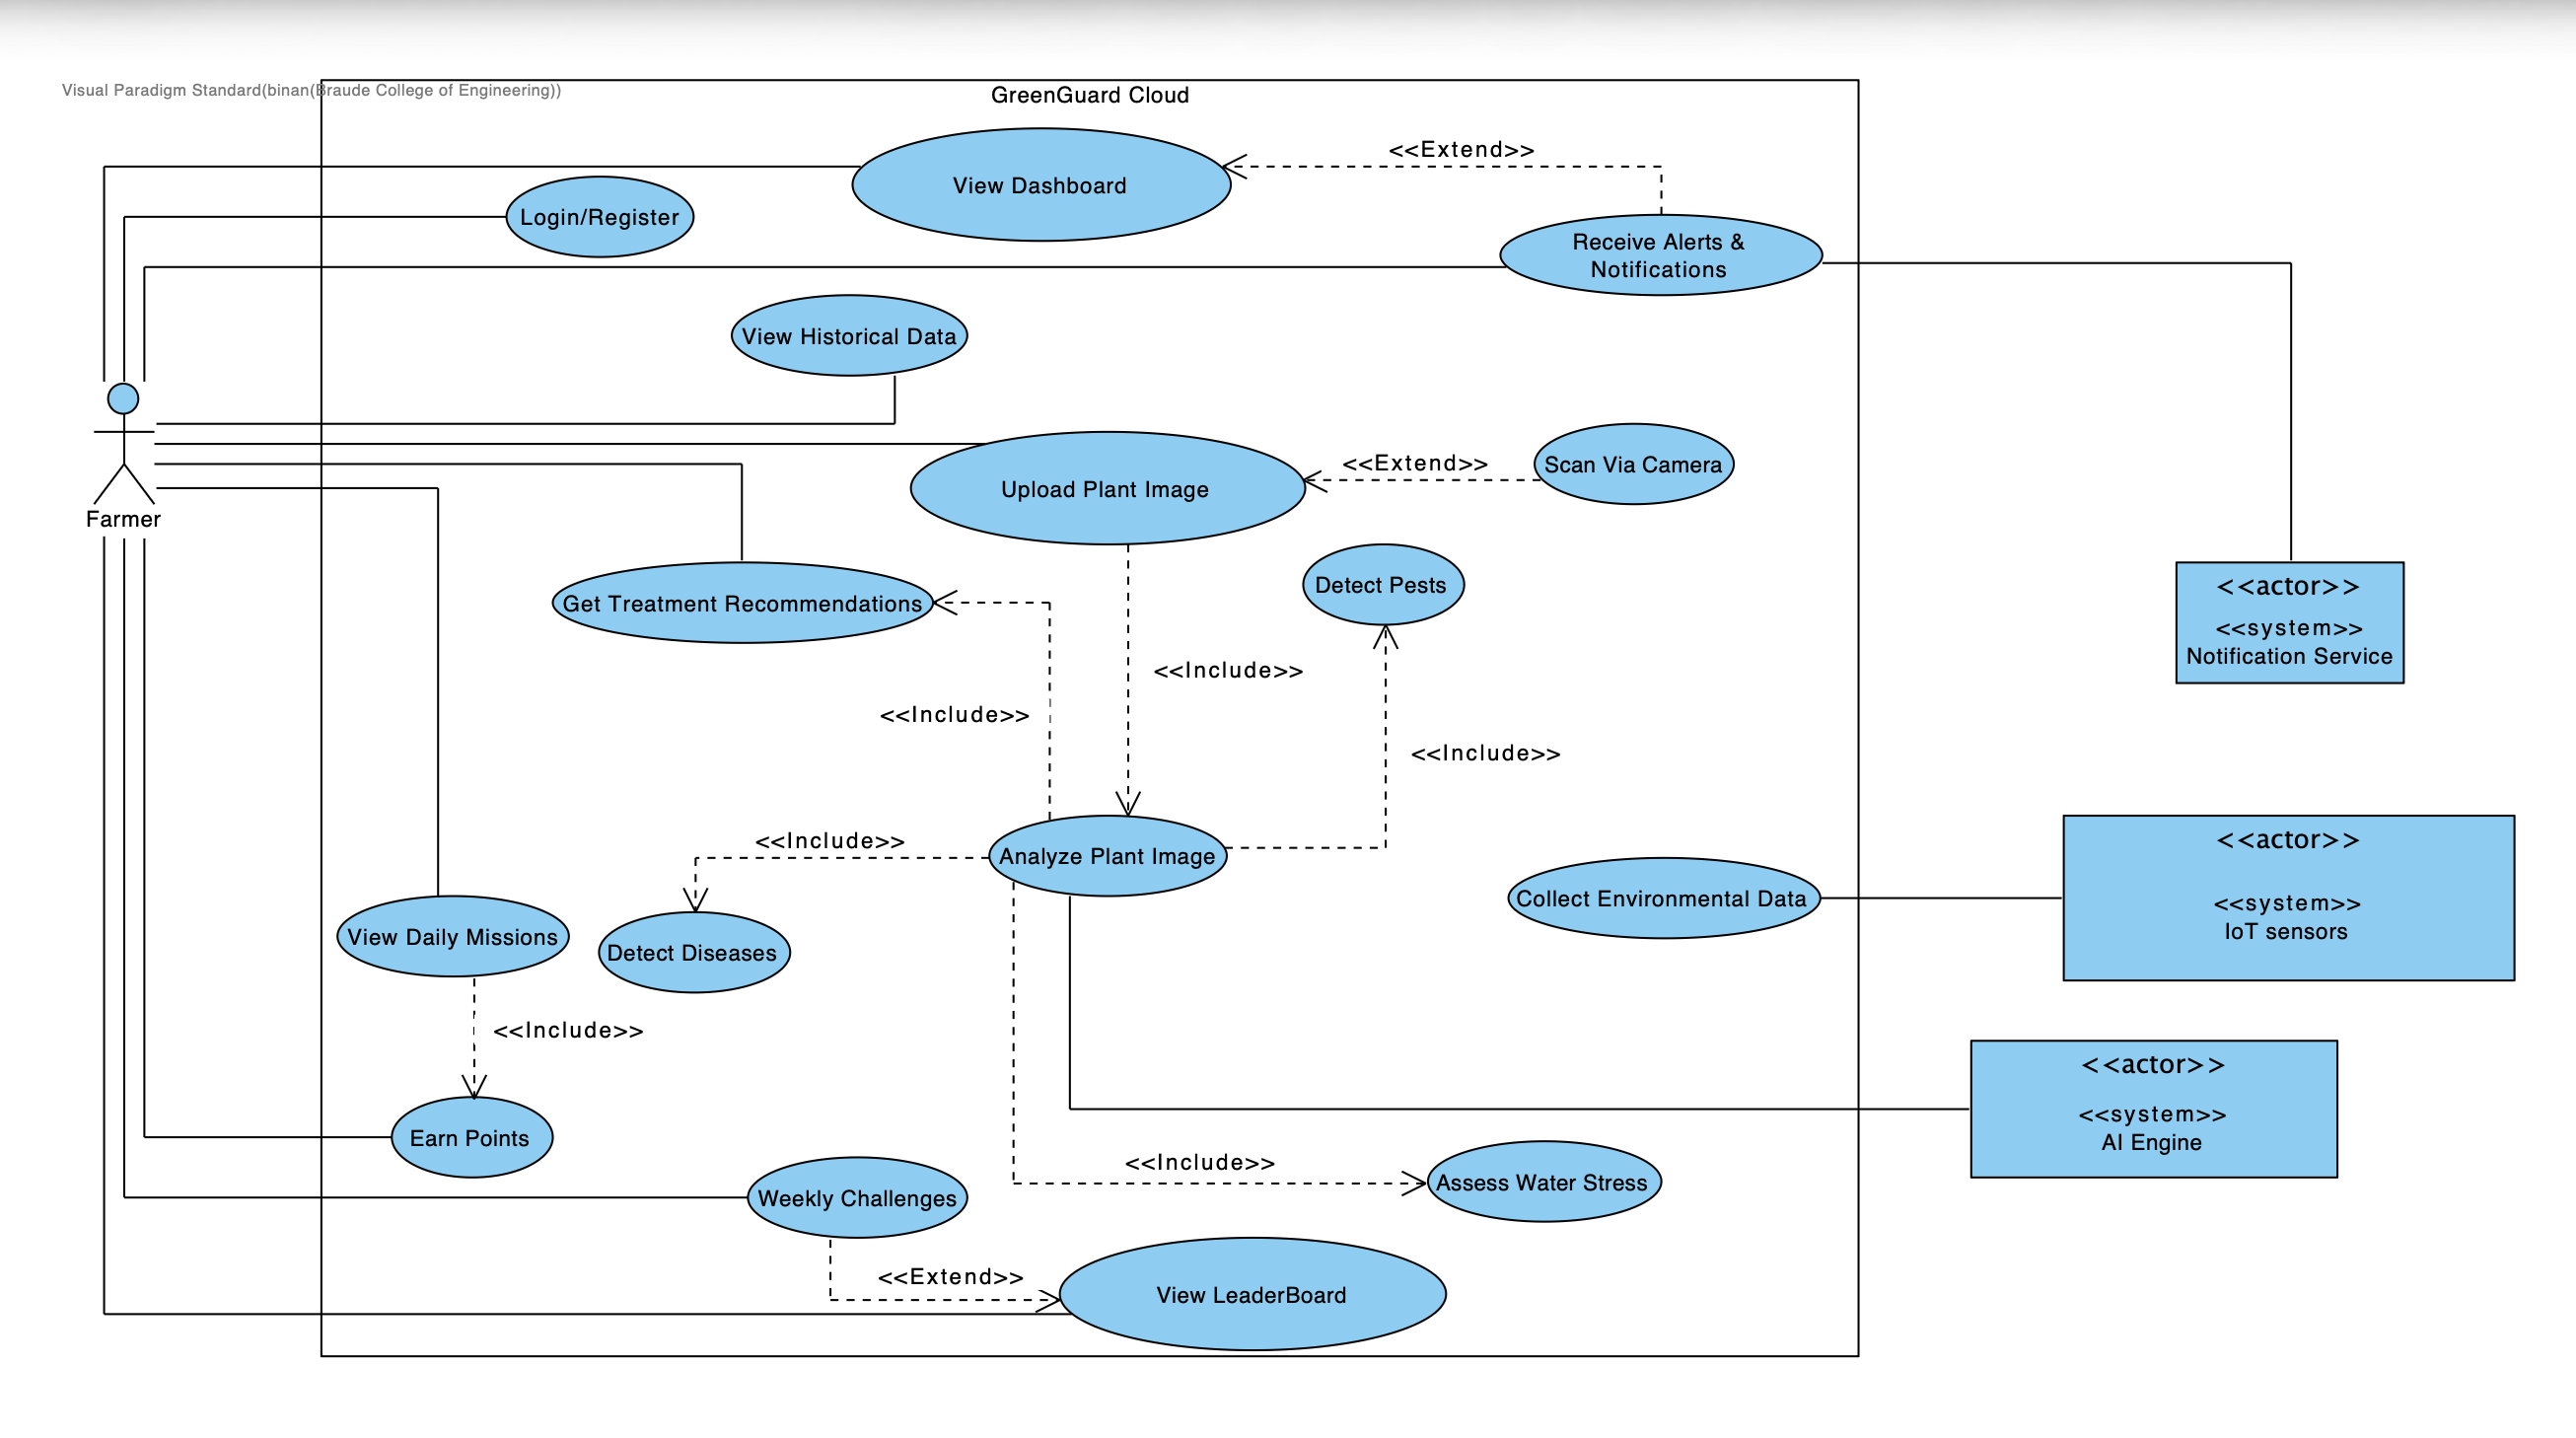 Visual Paradigm Standard(binan(Braude College of Engineering))
GreenGuard Cloud
<<Extend>>
View Dashboard
Login/Register
Receive Alerts &
Notifications
View Historical Data
<<Extend>>
Scan Via Camera
Upload Plant Image
Farmer
Detect Pests
<<actor>>
<<system>>
Notification Service
Get Treatment Recommendations
<<Include>>
<<Include>>
<<Include>>
<<Include>>
Analyze Plant Image
<<actor>>
<<system>>
IoT sensors
Collect Environmental Data
View Daily Missions
Detect Diseases
<<Include>>
<<actor>>
<<system>>
AI Engine
Earn Points
<<Include>>
Assess Water Stress
Weekly Challenges
<<Extend>>
View LeaderBoard